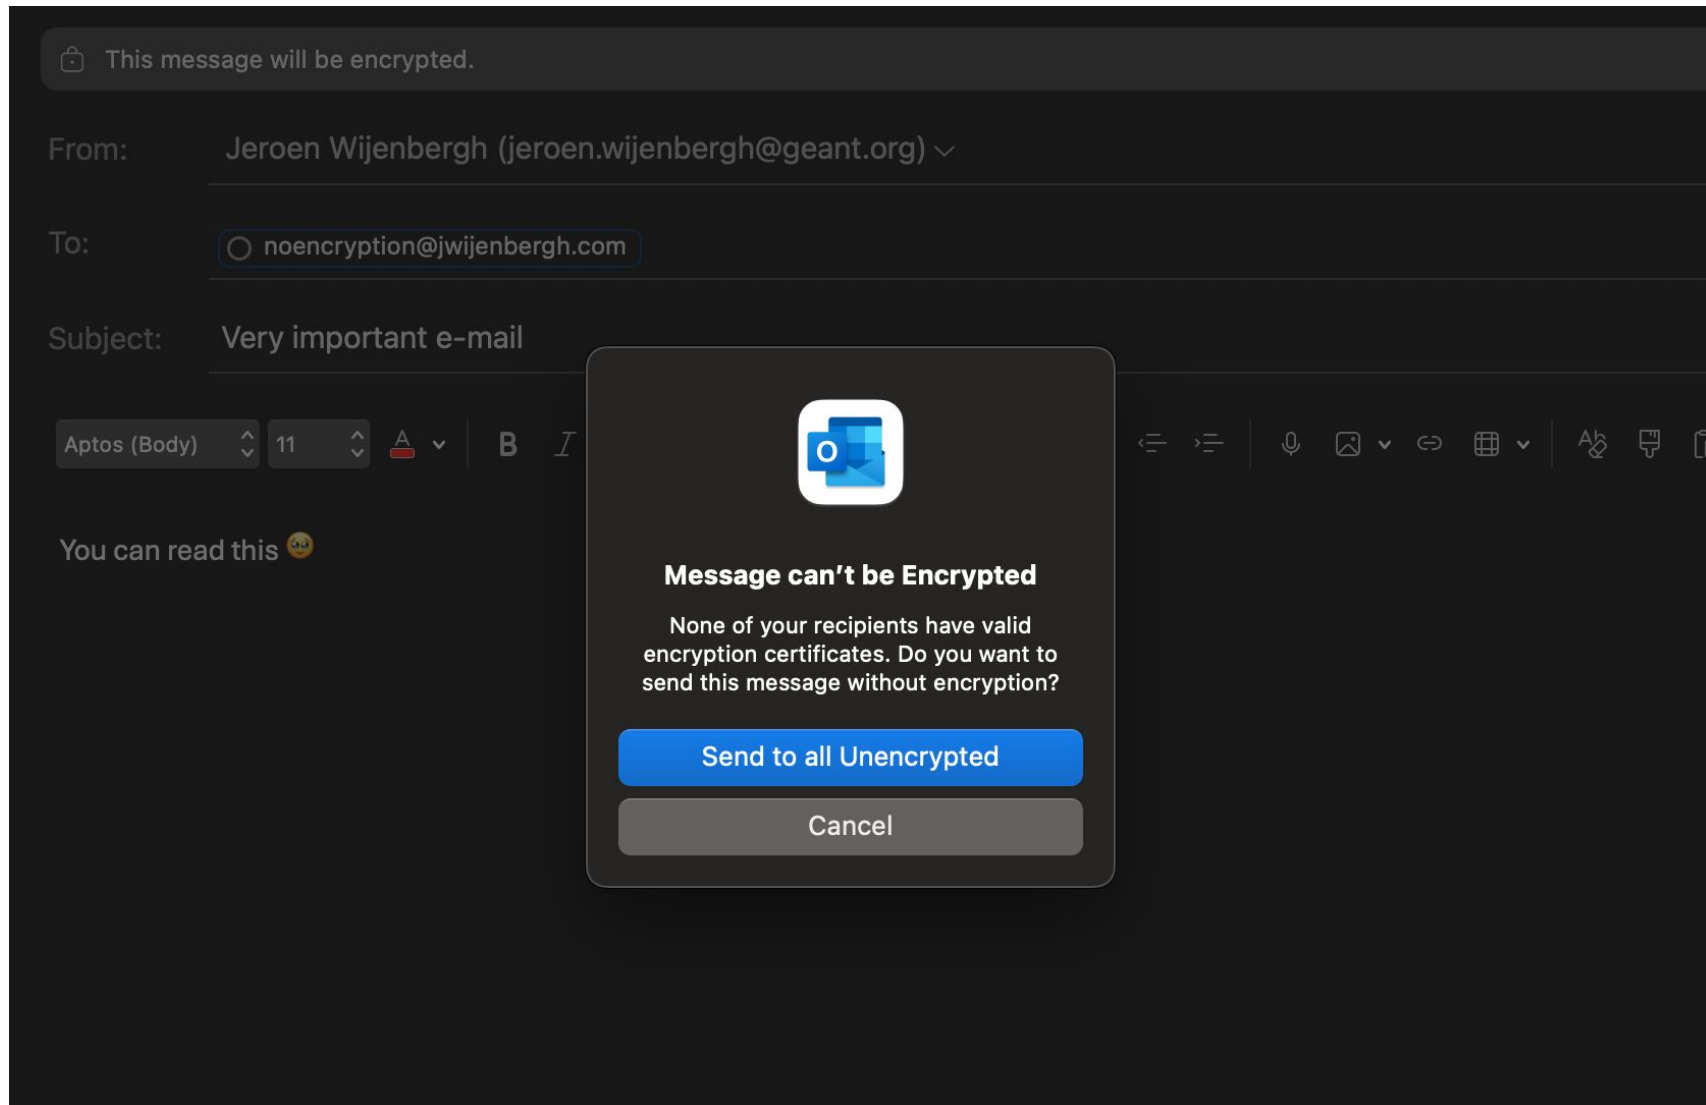 This message will be encrypted.
From: Jeroen Wijenbergh (jeroen.wijenbergh@geant.org)
To: noencryption@jwijenbergh.com
Subject: Very important e-mail
Aptos (Body) 11 A B I
You can read this 🥹
O
Message can't be Encrypted
None of your recipients have valid
encryption certificates. Do you want to
send this message without encryption?
Send to all Unencrypted
Cancel